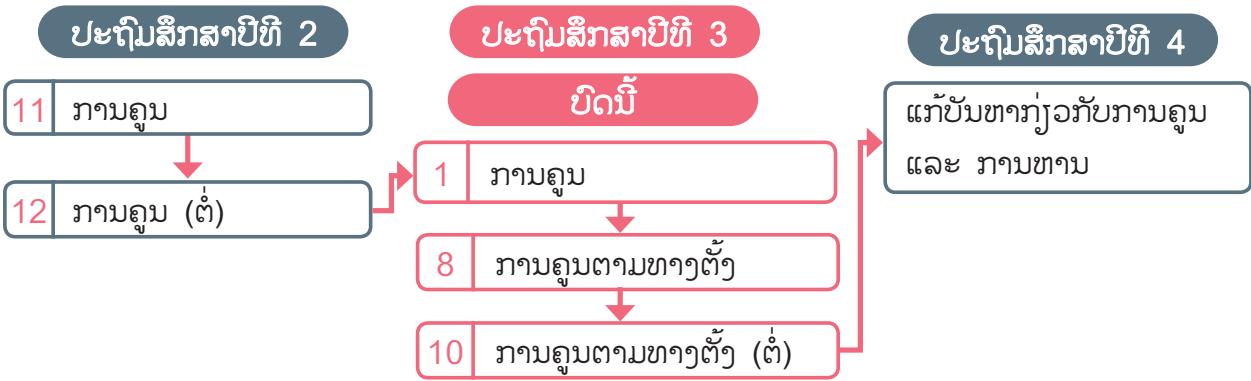 ປະຖົມສຶກສາປີທີ 2
11 ການຄູນ
12 ການຄູນ (ຕໍ່)
ປະຖົມສຶກສາປີທີ 3
ບົດນີ້
1 ການຄູນ
8 ການຄູນຕາມທາງຕັ້ງ
10 ການຄູນຕາມທາງຕັ້ງ (ຕໍ່)
ປະຖົມສຶກສາປີທີ 4
ແກ້ບັນຫາກ່ຽວກັບການຄູນ
ແລະ ການຫານ